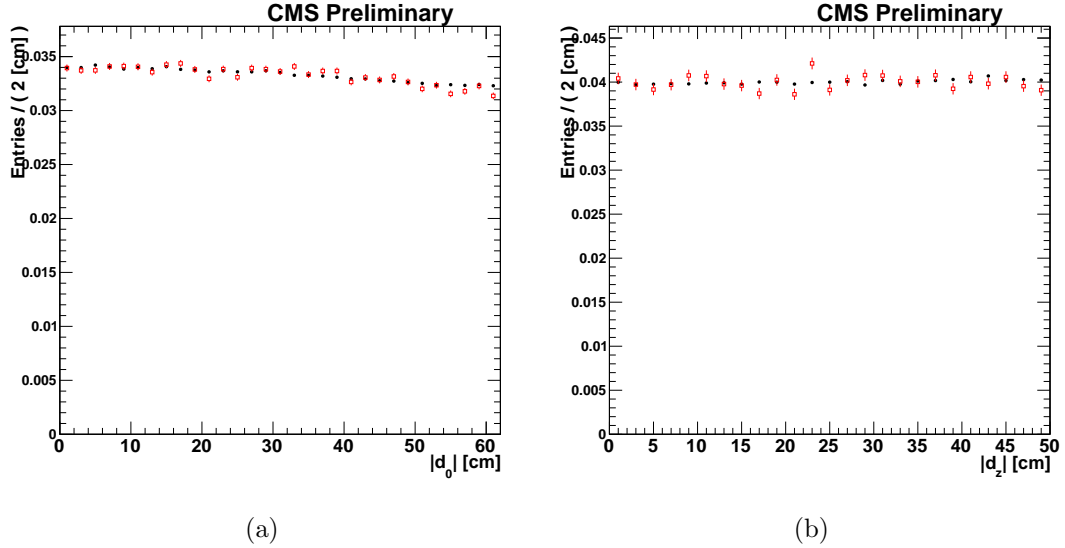 CMS Preliminary
Entries / ( 2 [cm] )
0.035
0.03
0.025
0.02
0.015
0.01
0.005
0
0 10 20 30 40 50 60
|d0| [cm]
(a)
CMS Preliminary
Entries / ( 2 [cm] )
0.045
0.04
0.035
0.03
0.025
0.02
0.015
0.01
0.005
0
0 5 10 15 20 25 30 35 40 45 50
|dz| [cm]
(b)